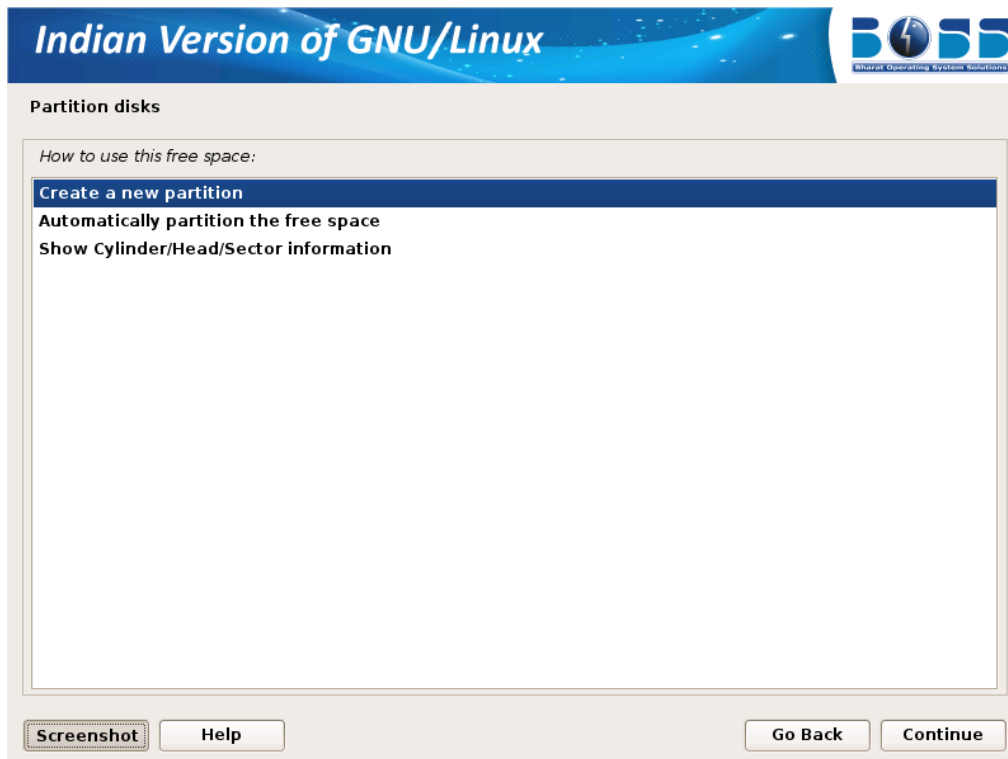 Indian Version of GNU/Linux
BOSS
Bharat Operating System Solutions
Partition disks
How to use this free space:
Create a new partition
Automatically partition the free space
Show Cylinder/Head/Sector information
Screenshot
Help
Go Back
Continue